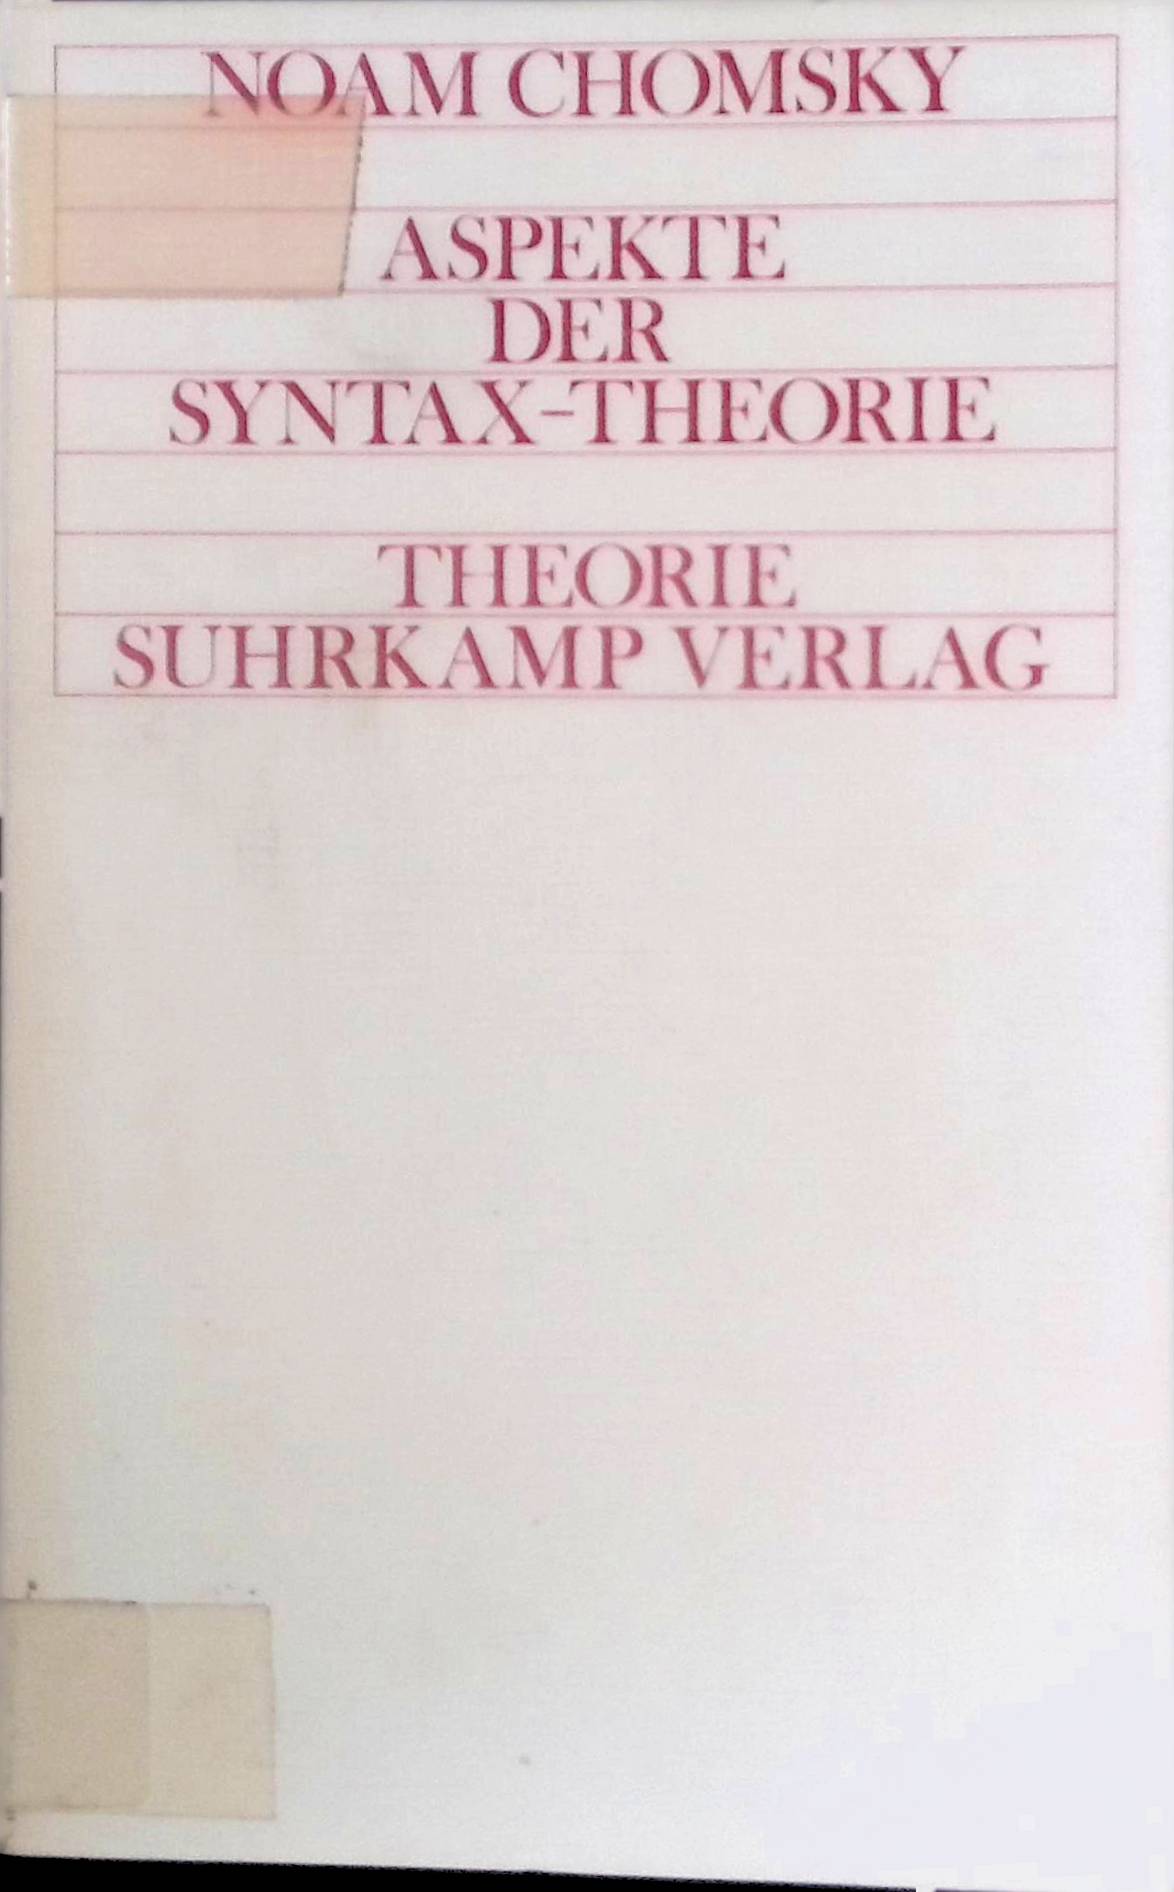 NOAM CHOMSKY
ASPEKTE
DER
SYNTAX-THEORIE
THEORIE
SUHRKAMP VERLAG